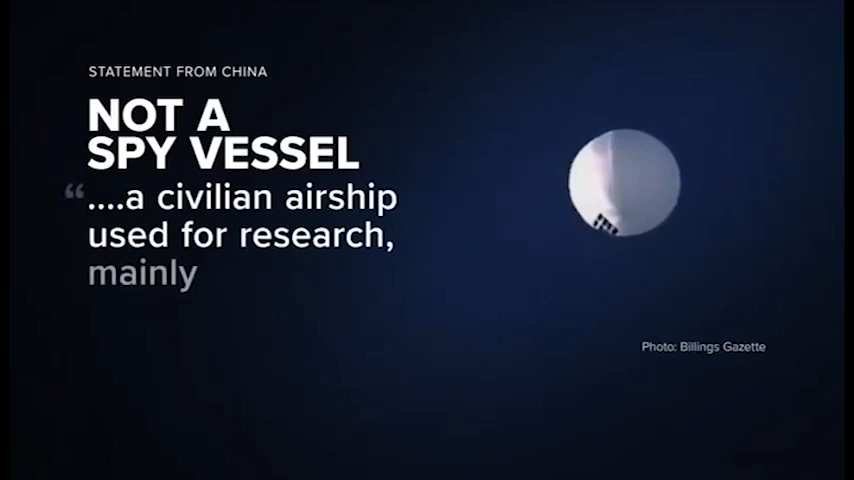 STATEMENT FROM CHINA
NOT A
SPY VESSEL
“....a civilian airship
used for research,
mainly
Photo: Billings Gazette